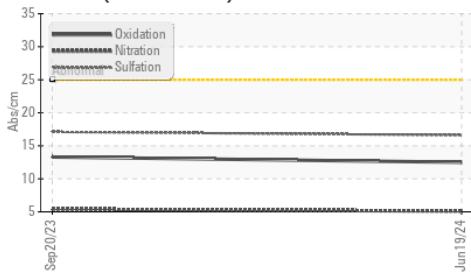 35
30
25
20
15
10
5
Abs/cm
Oxidation
Nitration
Sulfation
Abnormal
Sep20/23
Jun19/24